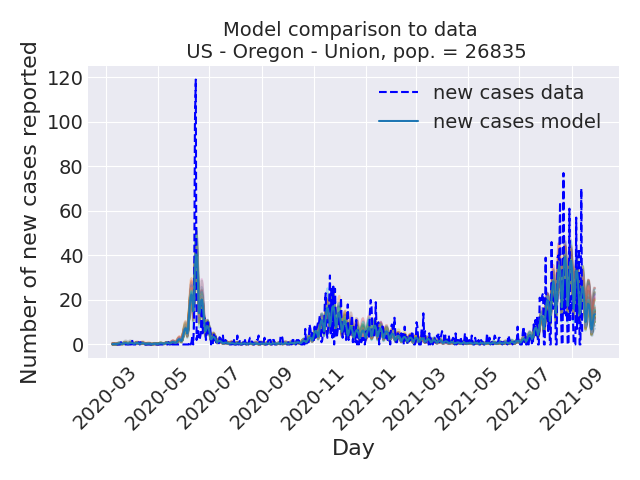 Model comparison to data
US - Oregon - Union, pop. = 26835
Number of new cases reported
120
100
80
60
40
20
0
new cases data
new cases model
2020-03
2020-05
2020-07
2020-09
2020-11
2021-01
2021-03
2021-05
2021-07
2021-09
Day